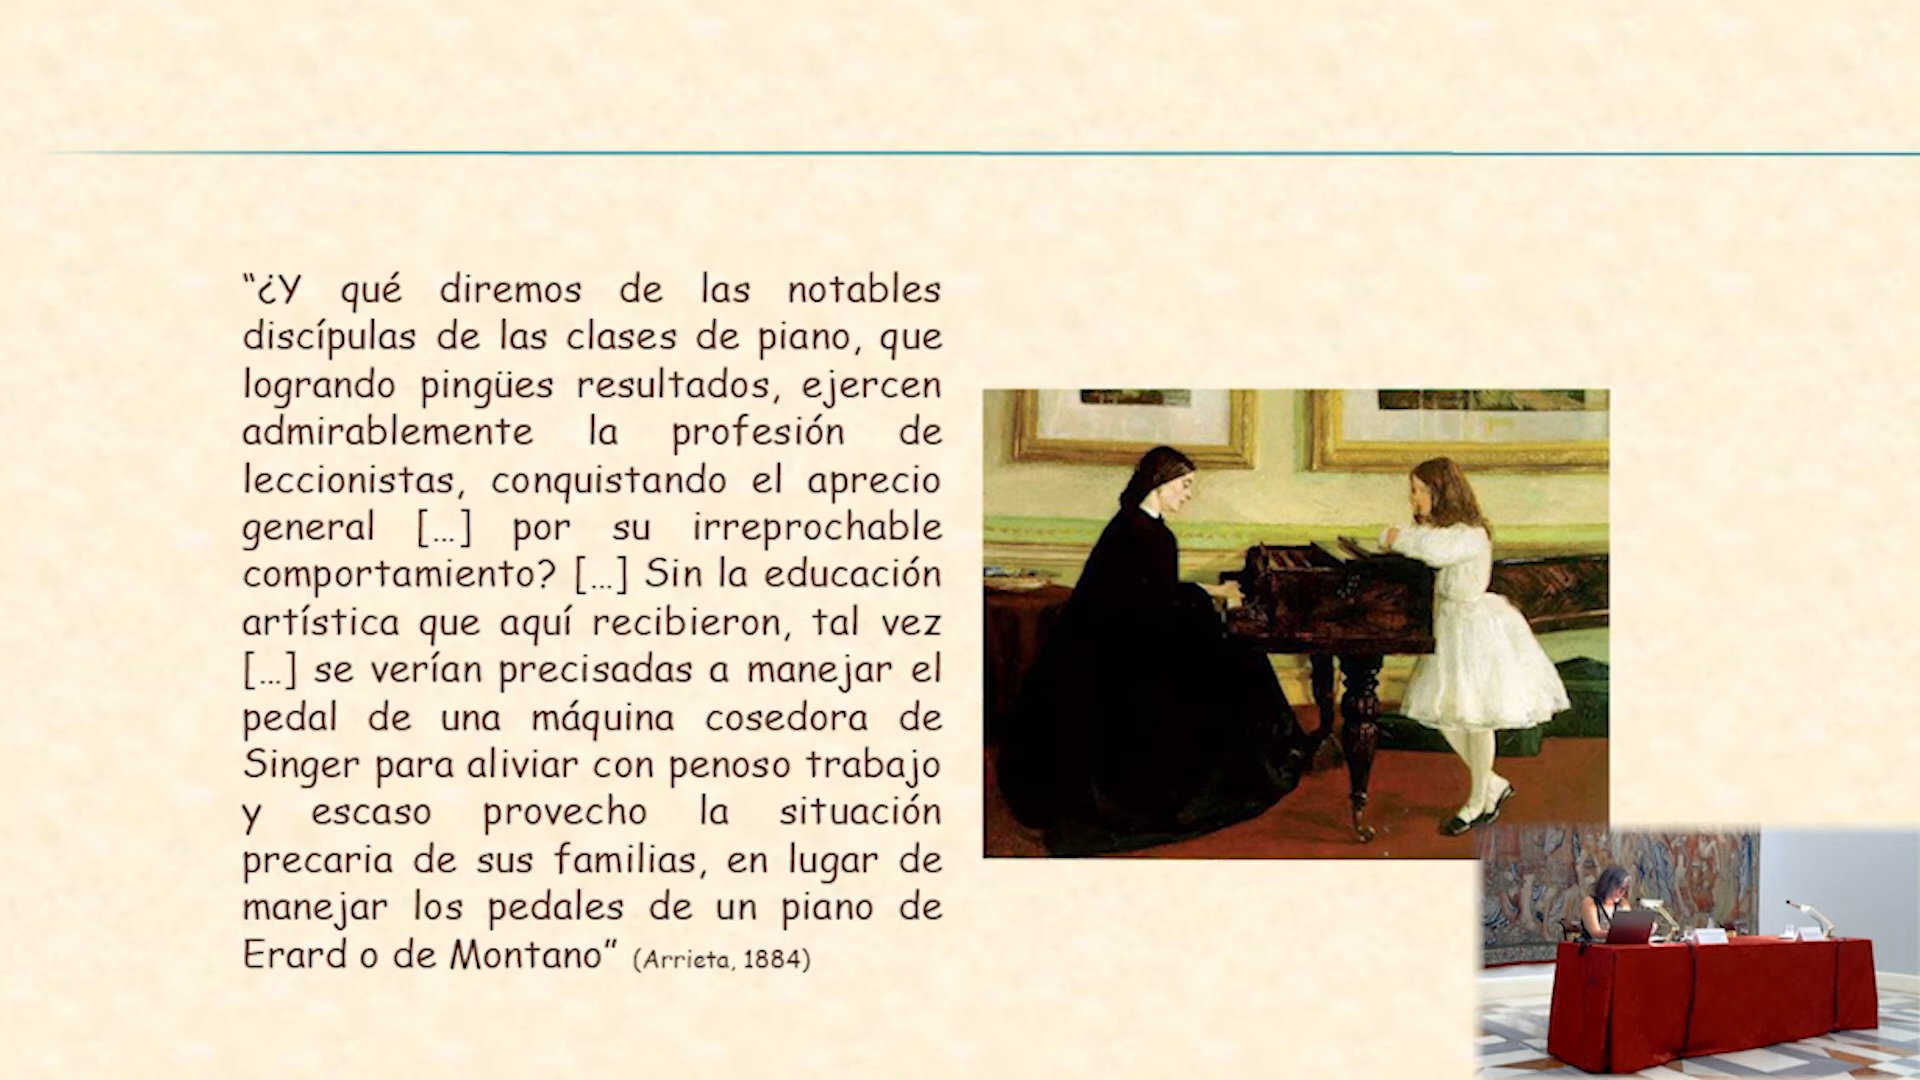 “¿Y qué diremos de las notables
discípulas de las clases de piano, que
logrando pingües resultados, ejercen
admirablemente la profesión de
leccionistas, conquistando el aprecio
general [...] por su irreprochable
comportamiento? [...] Sin la educación
artística que aquí recibieron, tal vez
[...] se verían precisadas a manejar el
pedal de una máquina cosedora de
Singer para aliviar con penoso trabajo
y escaso provecho la situación
precaria de sus familias, en lugar de
manejar los pedales de un piano de
Erard o de Montano” (Arrieta, 1884)